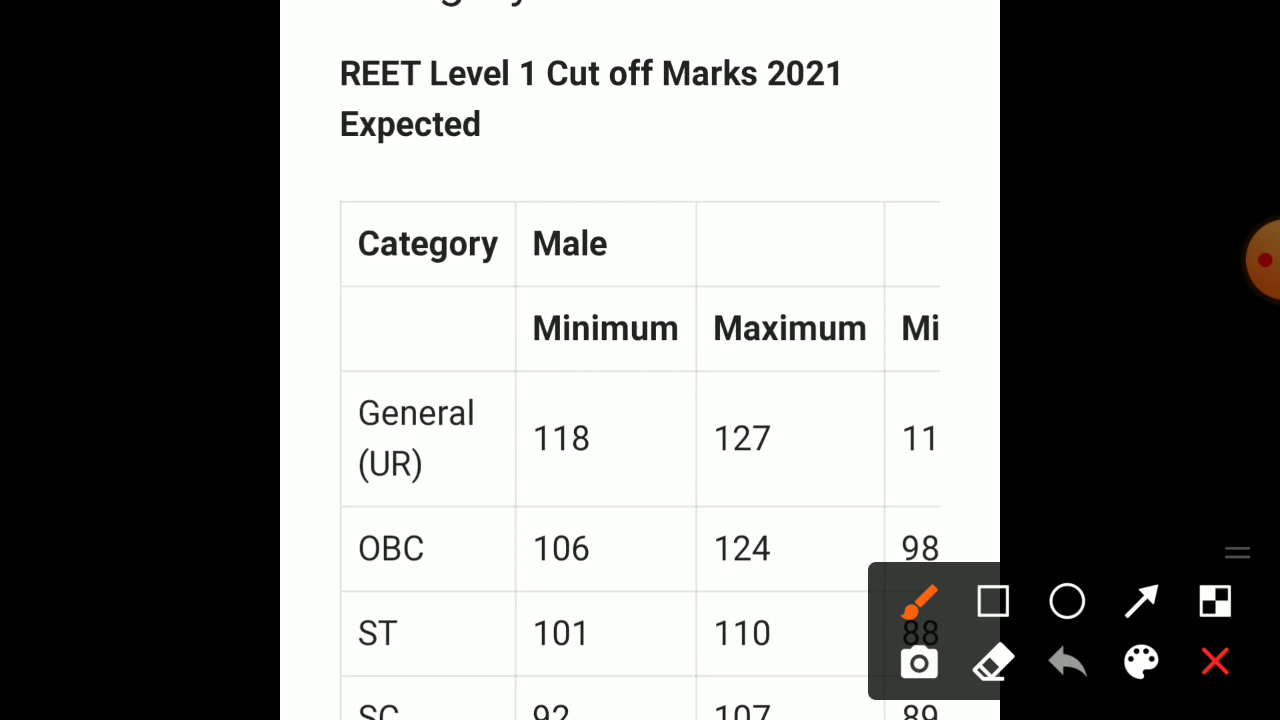 REET Level 1 Cut off Marks 2021
Expected
Category Male
Minimum Maximum Mi
General
(UR)
118 127 11
OBC 106 124 98
ST 101 110 88
SC 92 107 89